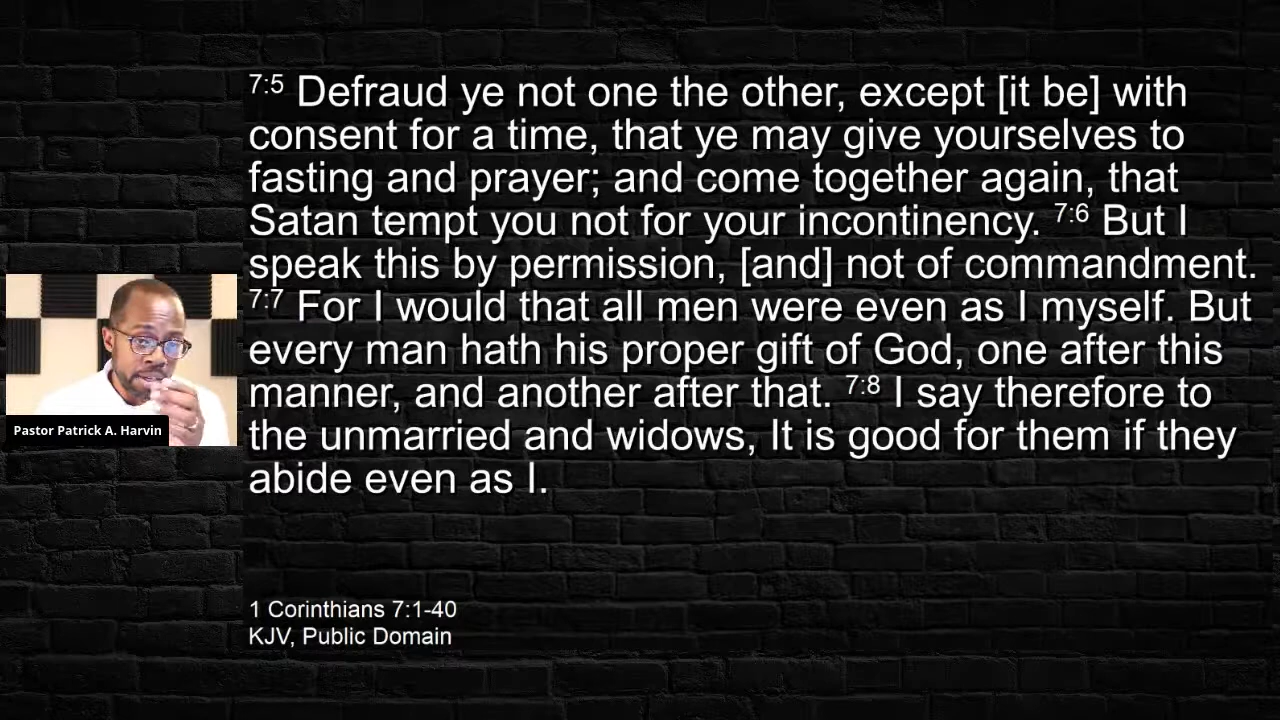 7:5 Defraud ye not one the other, except [it be] with
consent for a time, that ye may give yourselves to
fasting and prayer; and come together again, that
Satan tempt you not for your incontinency. 7:6 But I
speak this by permission, [and] not of commandment.
7:7 For I would that all men were even as I myself. But
every man hath his proper gift of God, one after this
manner, and another after that. 7:8 I say therefore to
the unmarried and widows, It is good for them if they
abide even as I.
Pastor Patrick A. Harvin
1 Corinthians 7:1-40
KJV, Public Domain